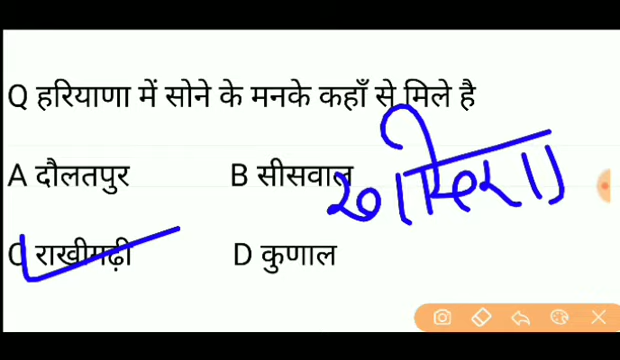 Q हरियाणा में सोने के मनके कहाँ से मिले है
A दौलतपुर B सीसवाल
C राखीगढ़ी D कुणाल